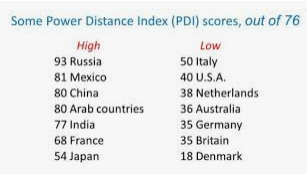 Some Power Distance Index (PDI) scores, out of 76
High Low
93 Russia 50 Italy
81 Mexico 40 U.S.A.
80 China 38 Netherlands
80 Arab countries 36 Australia
77 India 35 Germany
68 France 35 Britain
54 Japan 18 Denmark